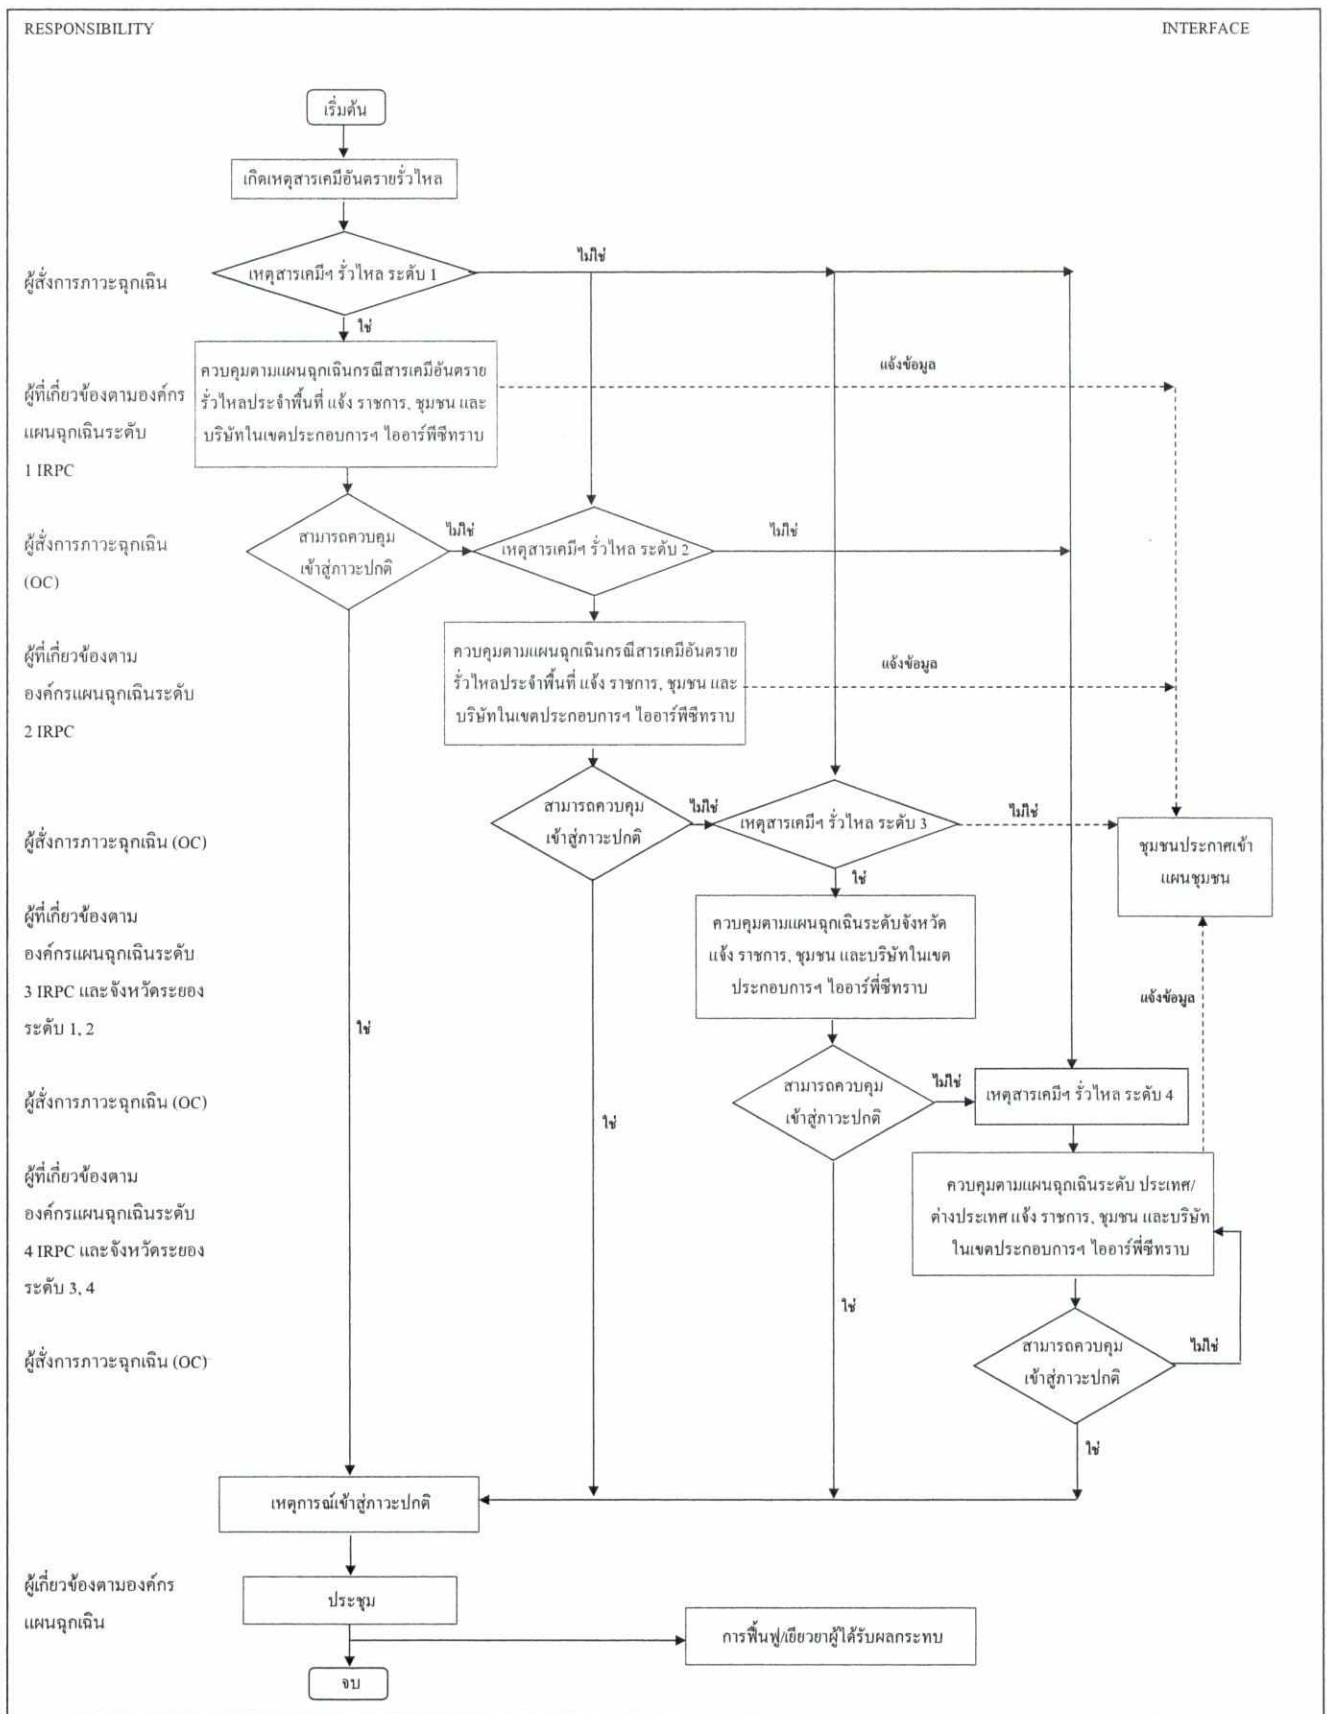 RESPONSIBILITY
INTERFACE
เริ่มต้น
เกิดเหตุสารเคมีอันตรายรั่วไหล
ไม่ใช่
ผู้สั่งการภาวะฉุกเฉิน
เหตุสารเคมีฯ รั่วไหล ระดับ 1
ใช่
ผู้ที่เกี่ยวข้องตามองค์กร
แผนฉุกเฉินระดับ
1 IRPC
ควบคุมตามแผนฉุกเฉินกรณีสารเคมีอันตราย
รั่วไหลประจำพื้นที่ แจ้ง ราชการ, ชุมชน และ
บริษัทในเขตประกอบการฯ ไออาร์พีซีทราบ
แจ้งข้อมูล
ผู้สั่งการภาวะฉุกเฉิน
(OC)
สามารถควบคุม
เข้าสู่ภาวะปกติ
ไม่ใช่
เหตุสารเคมีฯ รั่วไหล ระดับ 2
ไม่ใช่
ผู้ที่เกี่ยวข้องตาม
องค์กรแผนฉุกเฉินระดับ
2 IRPC
ควบคุมตามแผนฉุกเฉินกรณีสารเคมีอันตราย
รั่วไหลประจำพื้นที่ แจ้ง ราชการ, ชุมชน และ
บริษัทในเขตประกอบการฯ ไออาร์พีซีทราบ
แจ้งข้อมูล
ผู้สั่งการภาวะฉุกเฉิน (OC)
สามารถควบคุม
เข้าสู่ภาวะปกติ
ไม่ใช่
เหตุสารเคมีฯ รั่วไหล ระดับ 3
ไม่ใช่
ชุมชนประกาศเข้า
แผนชุมชน
ใช่
ผู้ที่เกี่ยวข้องตาม
องค์กรแผนฉุกเฉินระดับ
3 IRPC และจังหวัดระยอง
ระดับ 1, 2
ควบคุมตามแผนฉุกเฉินระดับจังหวัด
แจ้ง ราชการ, ชุมชน และบริษัทในเขต
ประกอบการฯ ไออาร์พี่ซีทราบ
แจ้งข้อมูล
ใช่
ผู้สั่งการภาวะฉุกเฉิน (OC)
สามารถควบคุม
เข้าสู่ภาวะปกติ
ไม่ใช่
เหตุสารเคมีฯ รั่วไหล ระดับ 4
ใช่
ผู้ที่เกี่ยวข้องตาม
องค์กรแผนฉุกเฉินระดับ
4 IRPC และจังหวัดระยอง
ระดับ 3, 4
ควบคุมตามแผนฉุกเฉินระดับ ประเทศ/
ต่างประเทศ แจ้ง ราชการ, ชุมชน และบริษัท
ในเขตประกอบการฯ ไออาร์พี่ซีทราบ
ใช่
ผู้สั่งการภาวะฉุกเฉิน (OC)
สามารถควบคุม
เข้าสู่ภาวะปกติ
ไม่ใช่
ใช่
เหตุการณ์เข้าสู่ภาวะปกติ
ผู้เกี่ยวข้องตามองค์กร
แผนฉุกเฉิน
ประชุม
การฟื้นฟู/เยียวยาผู้ได้รับผลกระทบ
จบ